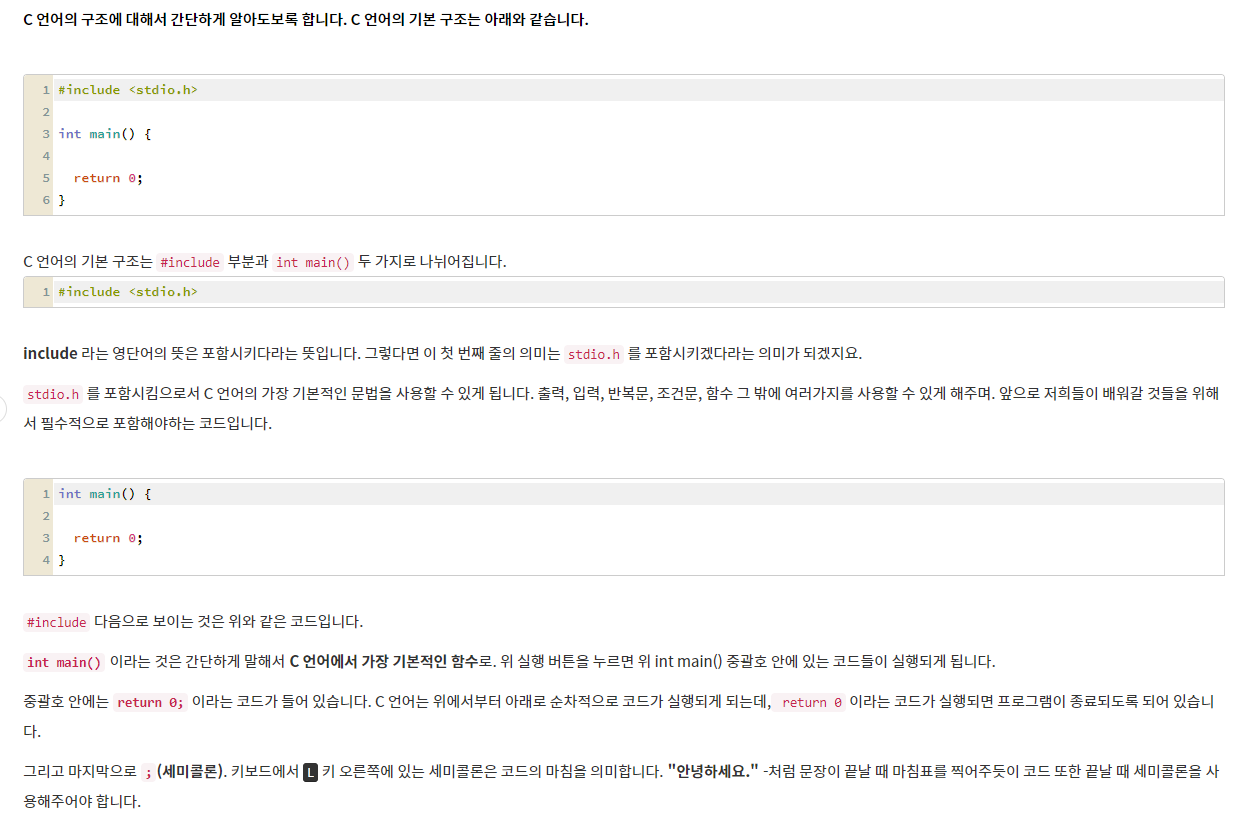 C 언어의 구조에 대해서 간단하게 알아도보록 합니다. C 언어의 기본 구조는 아래와 같습니다.
1 #include <stdio.h>
2
3 int main() {
4
5   return 0;
6 }
C 언어의 기본 구조는 #include 부분과 int main() 두 가지로 나뉘어집니다.
1 #include <stdio.h>
include 라는 영단어의 뜻은 포함시키다라는 뜻입니다. 그렇다면 이 첫 번째 줄의 의미는 stdio.h 를 포함시키겠다라는 의미가 되겠지요.
stdio.h 를 포함시킴으로서 C 언어의 가장 기본적인 문법을 사용할 수 있게 됩니다. 출력, 입력, 반복문, 조건문, 함수 그 밖에 여러가지를 사용할 수 있게 해주며. 앞으로 저희들이 배워갈 것들을 위해
서 필수적으로 포함해야하는 코드입니다.
1 int main() {
2
3   return 0;
4 }
#include 다음으로 보이는 것은 위와 같은 코드입니다.
int main() 이라는 것은 간단하게 말해서 C 언어에서 가장 기본적인 함수로. 위 실행 버튼을 누르면 위 int main() 중괄호 안에 있는 코드들이 실행되게 됩니다.
중괄호 안에는 return 0; 이라는 코드가 들어 있습니다. C 언어는 위에서부터 아래로 순차적으로 코드가 실행되게 되는데, return 0 이라는 코드가 실행되면 프로그램이 종료되도록 되어 있습니
다.
그리고 마지막으로 ; (세미콜론). 키보드에서 L 키 오른쪽에 있는 세미콜론은 코드의 마침을 의미합니다. "안녕하세요." -처럼 문장이 끝날 때 마침표를 찍어주듯이 코드 또한 끝날 때 세미콜론을 사
용해주어야 합니다.